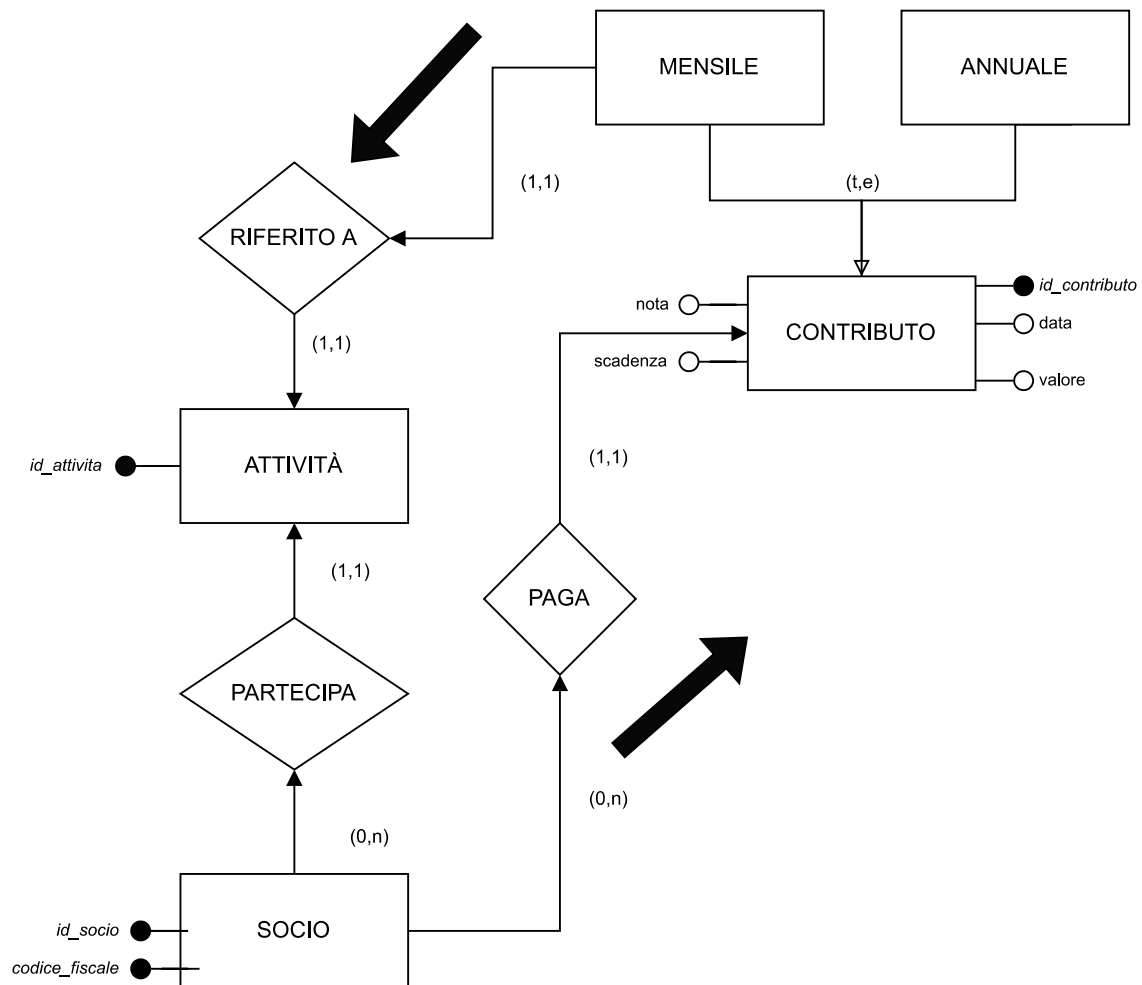 MENSILE
ANNUALE
(1,1)
(t,e)
RIFERITO A
id_contributo
nota
data
CONTRIBUTO
(1,1)
scadenza
valore
ATTIVITÀ
id_attivita
(1,1)
(1,1)
PAGA
PARTECIPA
(0,n)
(0,n)
id_socio
SOCIO
codice_fiscale